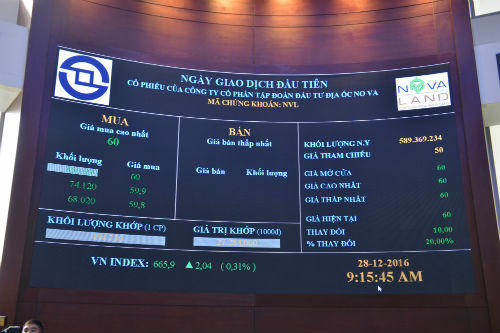 NGÀY GIAO DỊCH ĐẦU TIÊN
CỔ PHIẾU CỦA CÔNG TY CỔ PHẦN TẬP ĐOÀN ĐẦU TƯ ĐỊA ỐC NO VA
MÃ CHỨNG KHOÁN: NVL
NOVA
LAND
MUA
Giá mua cao nhất
60
Khối lượng Giá mua
60
74.120 59,9
68.020 59,8
BÁN
Giá bán thấp nhất
Giá bán Khối lượng
KHỐI LƯỢNG N.Y 589.369.234
GIÁ THAM CHIẾU 50
GIÁ MỞ CỬA 60
GIÁ CAO NHẤT 60
GIÁ THẤP NHẤT 60
GIÁ HIỆN TẠI 60
THAY ĐỔI 10,00
% THAY ĐỔI 20,00%
KHỐI LƯỢNG KHỚP (1 CP)
GIÁ TRỊ KHỚP (1000đ)
VN INDEX: 665,9 ▲ 2,04 ( 0,31% )
28-12-2016
9:15:45 AM